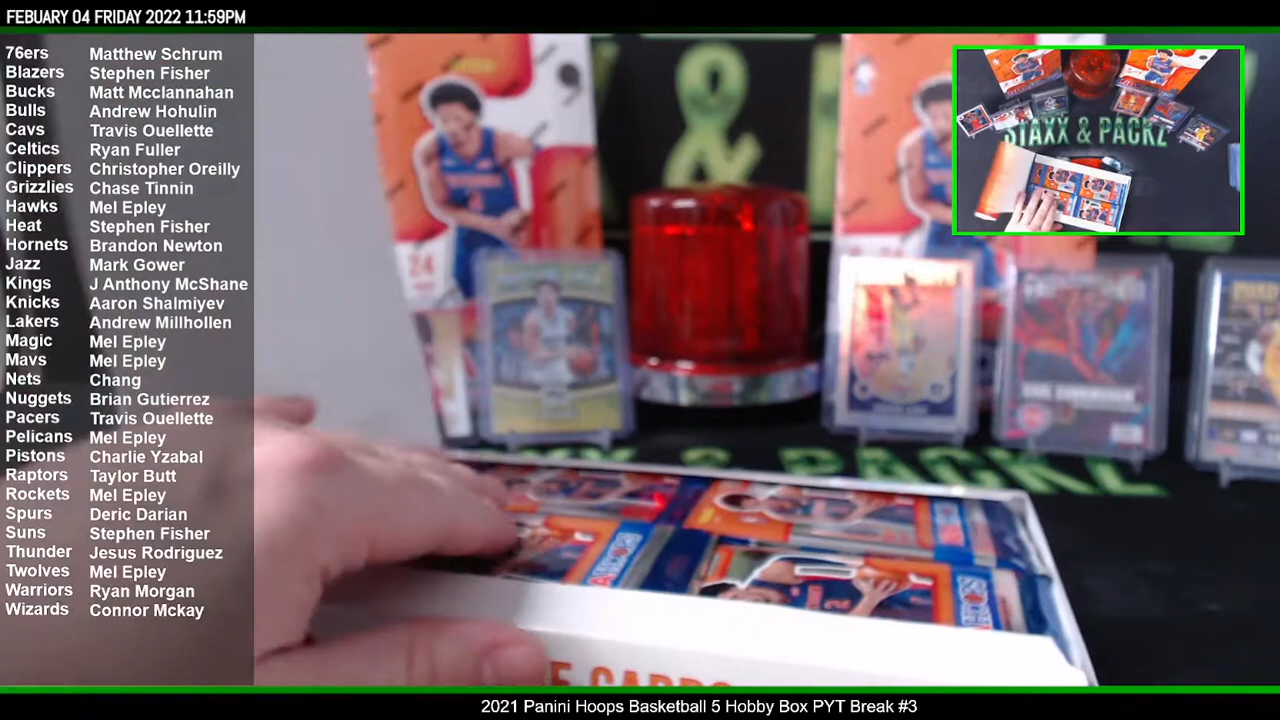 FEBUARY 04 FRIDAY 2022 11:59PM
76ers Matthew Schrum
Blazers Stephen Fisher
Bucks Matt Mcclannahan
Bulls Andrew Hohulin
Cavs Travis Ouellette
Celtics Ryan Fuller
Clippers Christopher Oreilly
Grizzlies Chase Tinnin
Hawks Mel Epley
Heat Stephen Fisher
Hornets Brandon Newton
Jazz Mark Gower
Kings J Anthony McShane
Knicks Aaron Shalmiyev
Lakers Andrew Millhollen
Magic Mel Epley
Mavs Mel Epley
Nets Chang
Nuggets Brian Gutierrez
Pacers Travis Ouellette
Pelicans Mel Epley
Pistons Charlie Yzabal
Raptors Taylor Butt
Rockets Mel Epley
Spurs Deric Darian
Suns Stephen Fisher
Thunder Jesus Rodriguez
Twolves Mel Epley
Warriors Ryan Morgan
Wizards Connor Mckay
&
24
STAXX & PACKZ
& PACKZ
2021 Panini Hoops Basketball 5 Hobby Box PYT Break #3